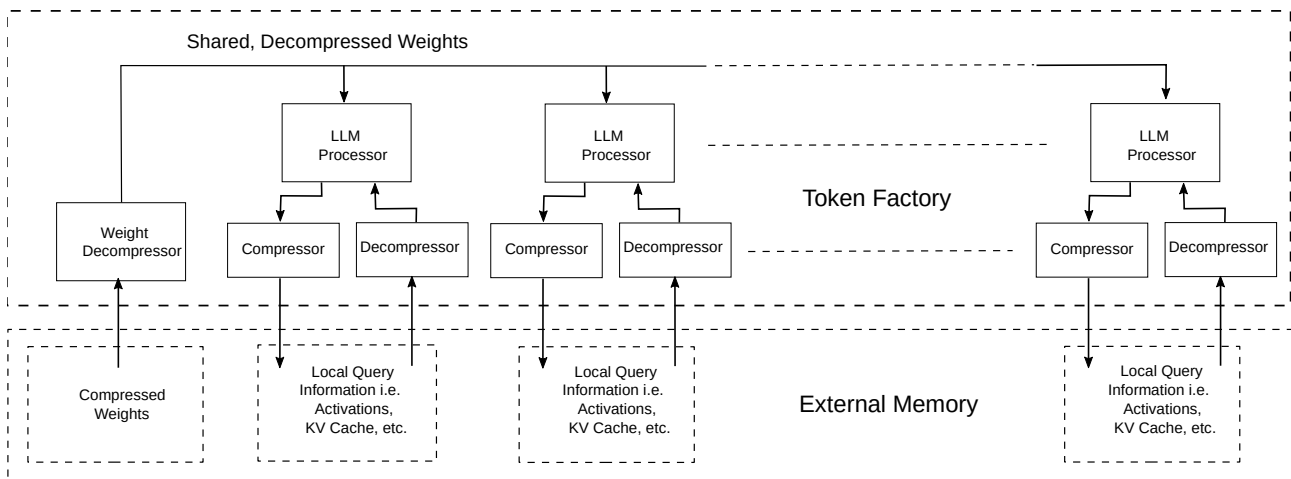 Shared, Decompressed Weights
LLM
Processor
LLM
Processor
LLM
Processor
Token Factory
Weight
Decompressor
Compressor
Decompressor
Compressor
Decompressor
Compressor
Decompressor
Compressed
Weights
Local Query
Information i.e.
Activations,
KV Cache, etc.
Local Query
Information i.e.
Activations,
KV Cache, etc.
External Memory
Local Query
Information i.e.
Activations,
KV Cache, etc.